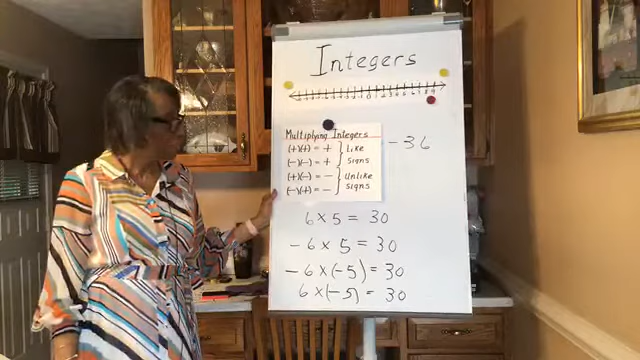 Integers
Multiplying Integers
(+)(+) = + } Like
(-)(-) = + } Signs
(+)(-) = - } Unlike
(-)(+) = - } Signs
- 36
6 x 5 = 30
- 6 x 5 = 30
- 6 x (-5) = 30
6 x (-5) = 30